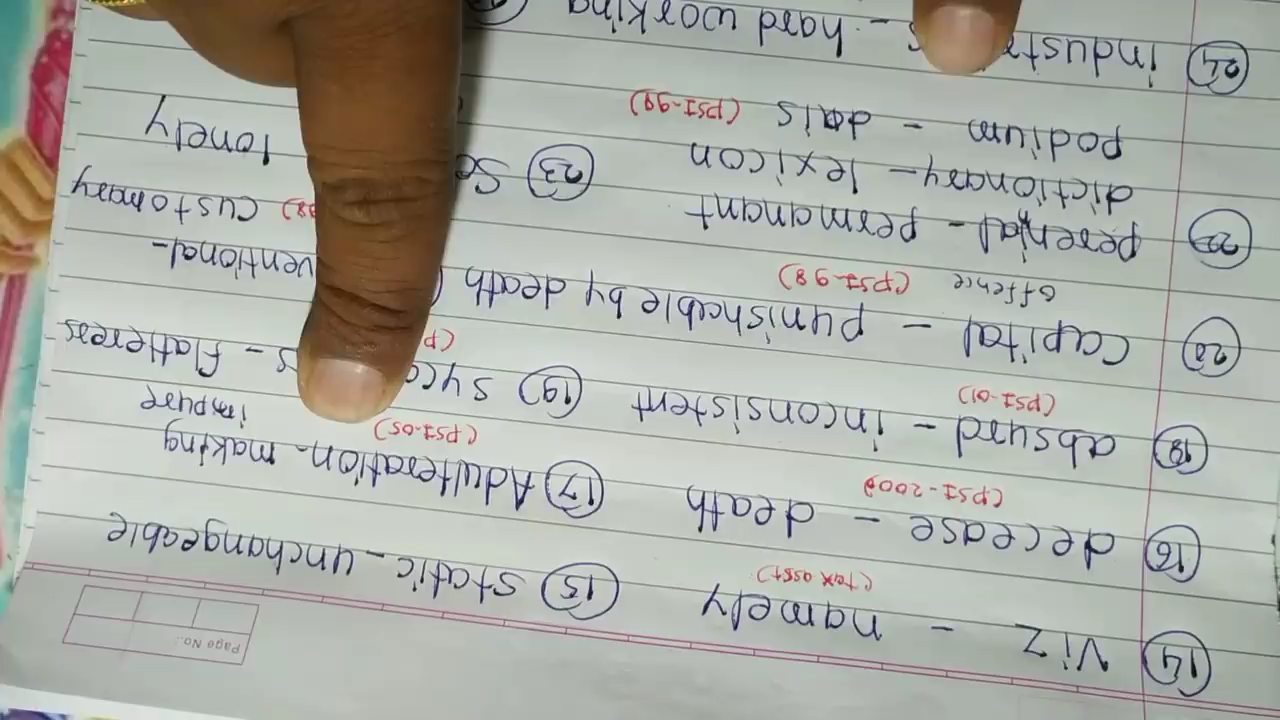 Page No.:
(14) Viz - namely (15) Static - unchangeable
(tax asst)
(16) decease - death (17) Adulteration - making impure
(PSI-2000) (PSI-05)
(18) absurd - inconsistent (19) - flatterers
(PSI-01)
(20) Capital - punishable by death
offence (PSI-98)
(22) perenial - permanant customary
dictionary - lexicon (23) lonely
podium - dais (PSI-99)
(24) - hard working